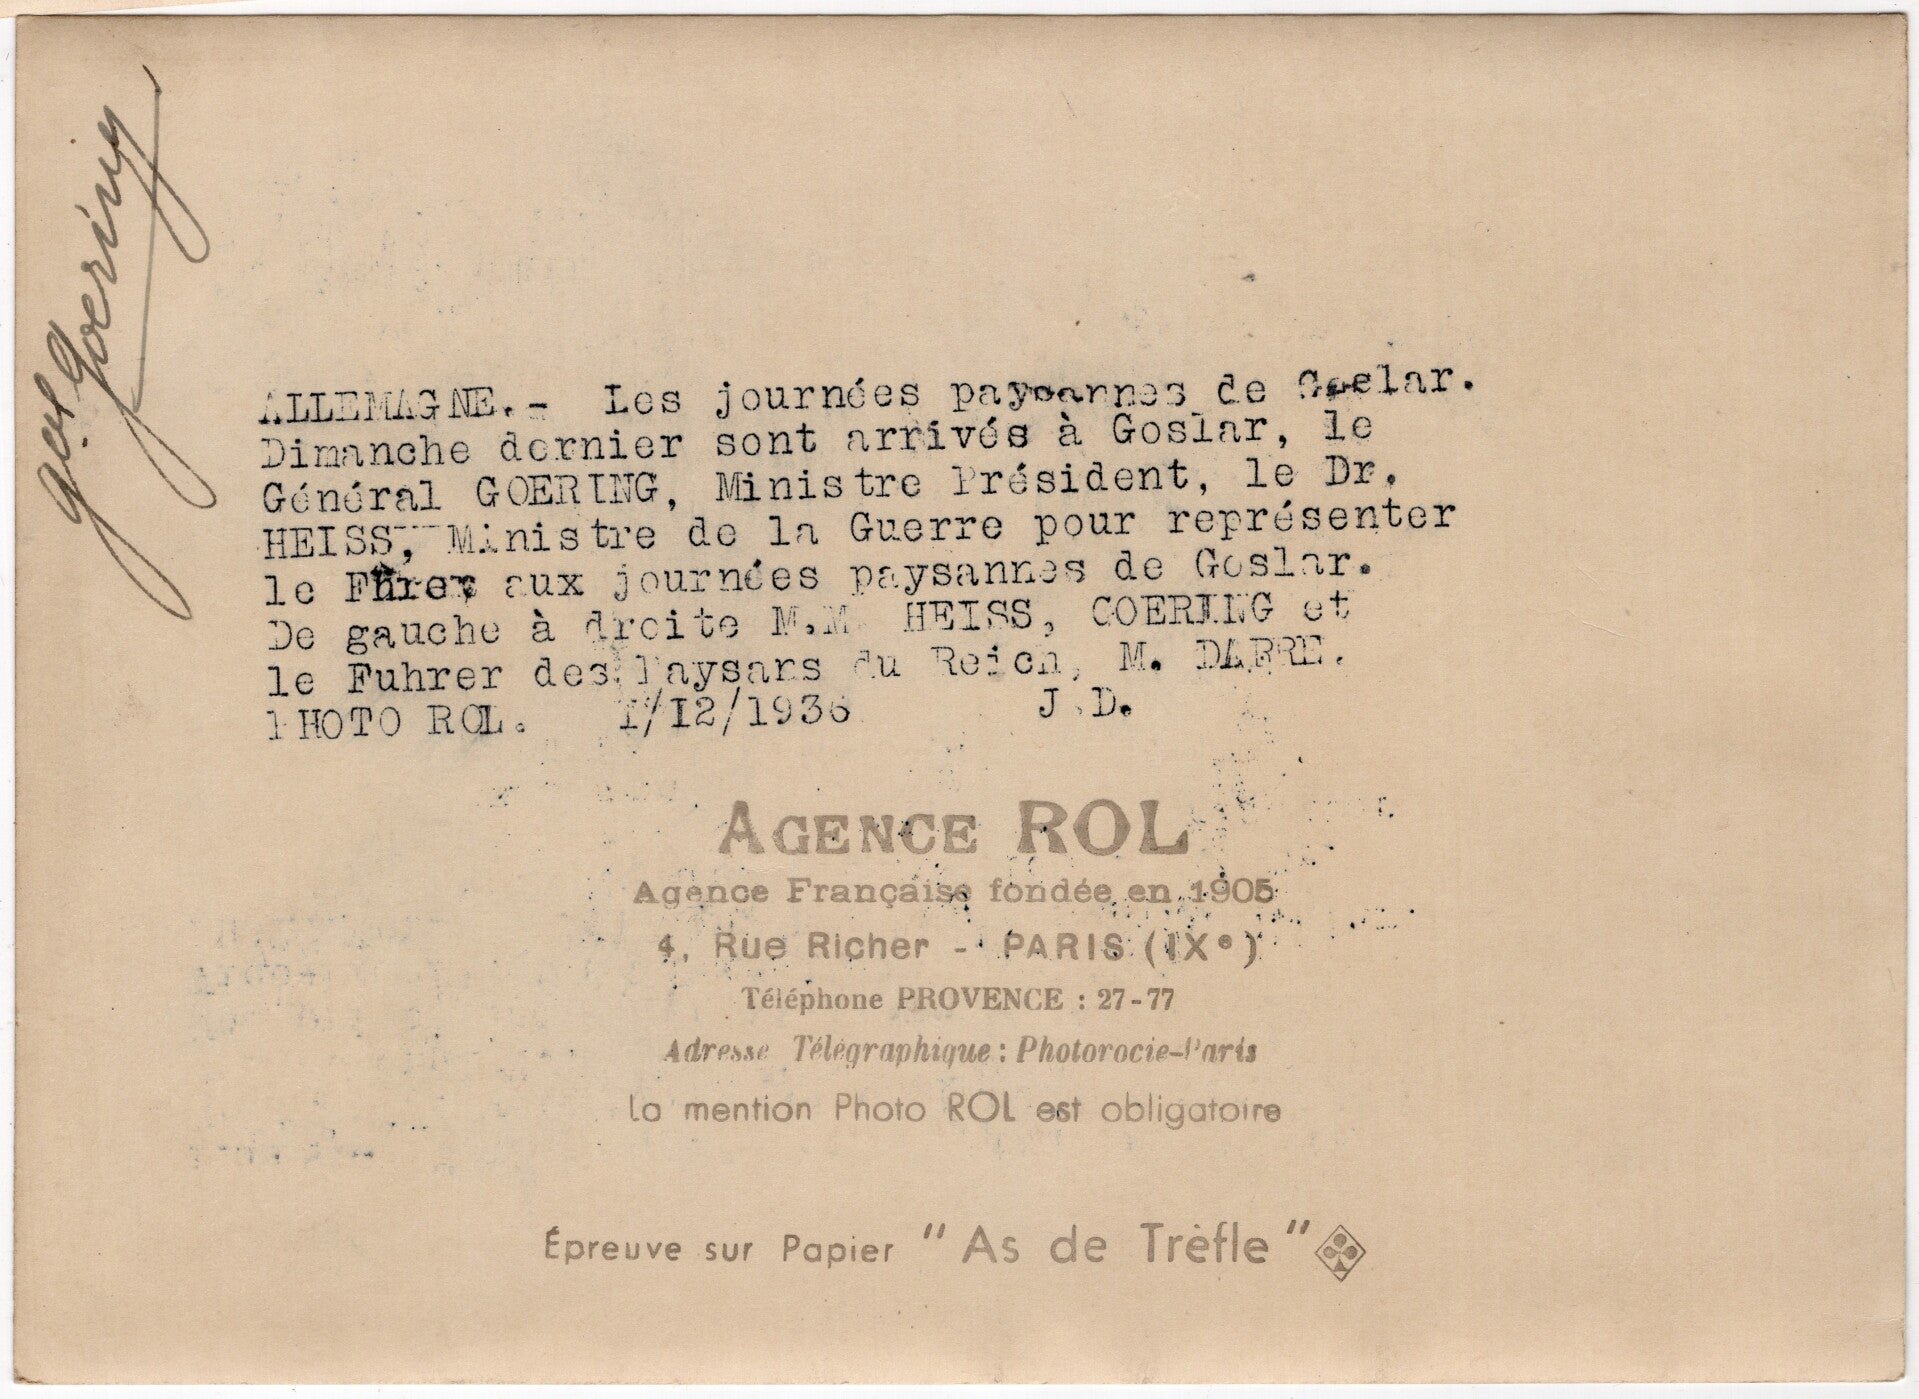 Gal. Goering
ALLEMAGNE.- Les journées paysannes de Goslar.
Dimanche dernier sont arrivés à Goslar, le
Général GOERING, Ministre Président, le Dr.
HEISS, Ministre de la Guerre pour représenter
le Fürer aux journées paysannes de Goslar.
De gauche à droite M.M. HEISS, GOERING et
le Fuhrer des Paysans du Reich, M. DARRE.
PHOTO ROL. I/I2/1936 J.D.
AGENCE ROL
Agence Française fondée en 1905
4, Rue Richer - PARIS (IXe)
Téléphone PROVENCE : 27-77
Adresse Télégraphique : Photorocie-Paris
La mention Photo ROL est obligatoire
Épreuve sur Papier "As de Trèfle"